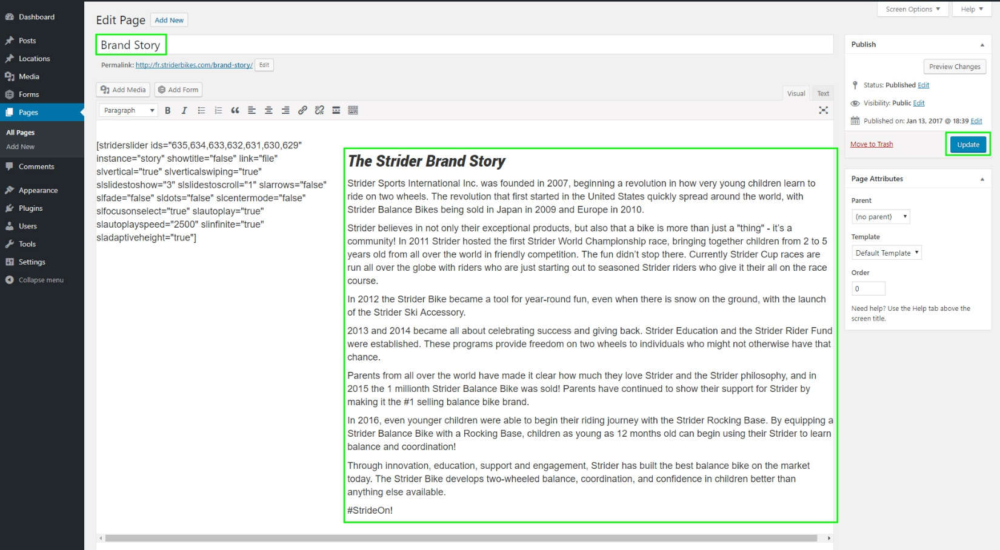 Dashboard
Posts
Locations
Media
Forms
Pages
All Pages
Add New
Comments
Appearance
Plugins
Users
Tools
Settings
Collapse menu
Screen Options
Help
Edit Page
Add New
Brand Story
Permalink: http://fr.striderbikes.com/brand-story/ Edit
Add Media
Add Form
Visual
Text
Paragraph
B I
[striderslider ids="635,634,633,632,631,630,629"
instance="story" showtitle="false" link="file"
slvertical="true" slverticalswiping="true"
slslidestoshow="3" slslidestoscroll="1" slarrows="false"
slfade="false" sldots="false" slcentermode="false"
slfocusonselect="true" slautoplay="true"
slautoplayspeed="2500" slinfinite="true"
sladaptiveheight="true"]
The Strider Brand Story
Strider Sports International Inc. was founded in 2007, beginning a revolution in how very young children learn to
ride on two wheels. The revolution that first started in the United States quickly spread around the world, with
Strider Balance Bikes being sold in Japan in 2009 and Europe in 2010.
Strider believes in not only their exceptional products, but also that a bike is more than just a "thing" - it’s a
community! In 2011 Strider hosted the first Strider World Championship race, bringing together children from 2 to 5
years old from all over the world in friendly competition. The fun didn’t stop there. Currently Strider Cup races are
run all over the globe with riders who are just starting out to seasoned Strider riders who give it their all on the race
course.
In 2012 the Strider Bike became a tool for year-round fun, even when there is snow on the ground, with the launch
of the Strider Ski Accessory.
2013 and 2014 became all about celebrating success and giving back. Strider Education and the Strider Rider Fund
were established. These programs provide freedom on two wheels to individuals who might not otherwise have that
chance.
Parents from all over the world have made it clear how much they love Strider and the Strider philosophy, and in
2015 the 1 millionth Strider Balance Bike was sold! Parents have continued to show their support for Strider by
making it the #1 selling balance bike brand.
In 2016, even younger children were able to begin their riding journey with the Strider Rocking Base. By equipping a
Strider Balance Bike with a Rocking Base, children as young as 12 months old can begin using their Strider to learn
balance and coordination!
Through innovation, education, support and engagement, Strider has built the best balance bike on the market
today. The Strider Bike develops two-wheeled balance, coordination, and confidence in children better than
anything else available.
#StrideOn!
Publish
Preview Changes
Status: Published Edit
Visibility: Public Edit
Published on: Jan 13, 2017 @ 18:39 Edit
Move to Trash
Update
Page Attributes
Parent
(no parent)
Template
Default Template
Order
0
Need help? Use the Help tab above the
screen title.